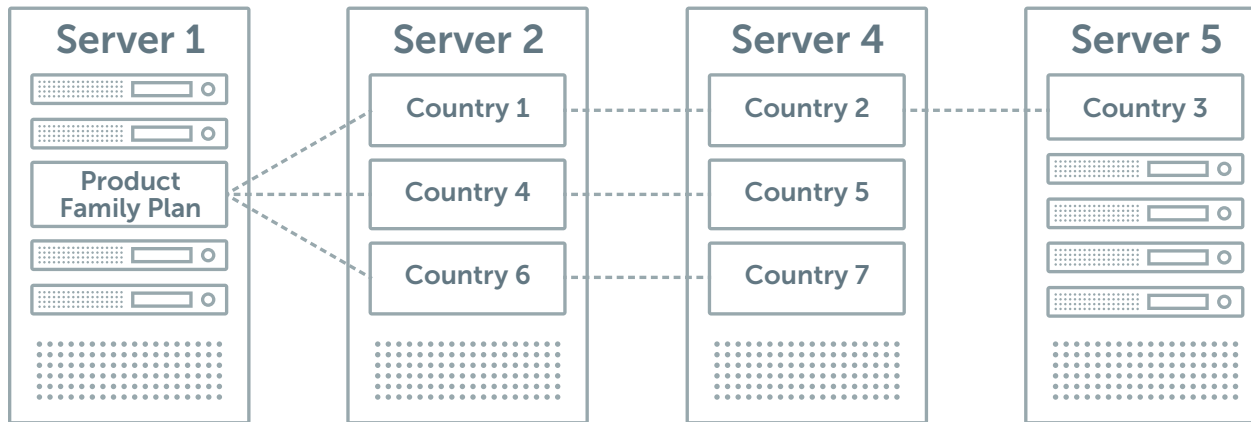 Server 1
Server 2
Server 4
Server 5
Product
Family Plan
Country 1
Country 2
Country 3
Country 4
Country 5
Country 6
Country 7